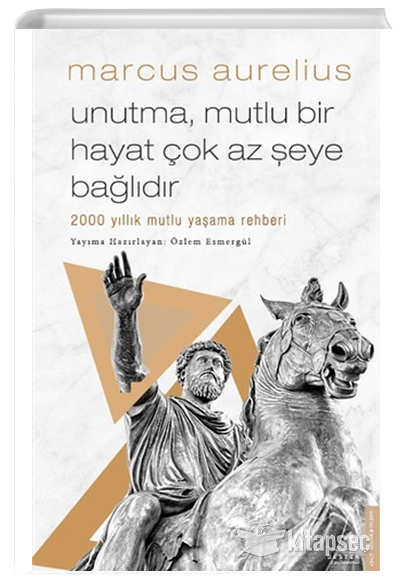 marcus aurelius
unutma, mutlu bir
hayat çok az şeye
bağlıdır
2000 yıllık mutlu yaşama rehberi
Yayıma Hazırlayan: Özlem Esmergül
kitapsec